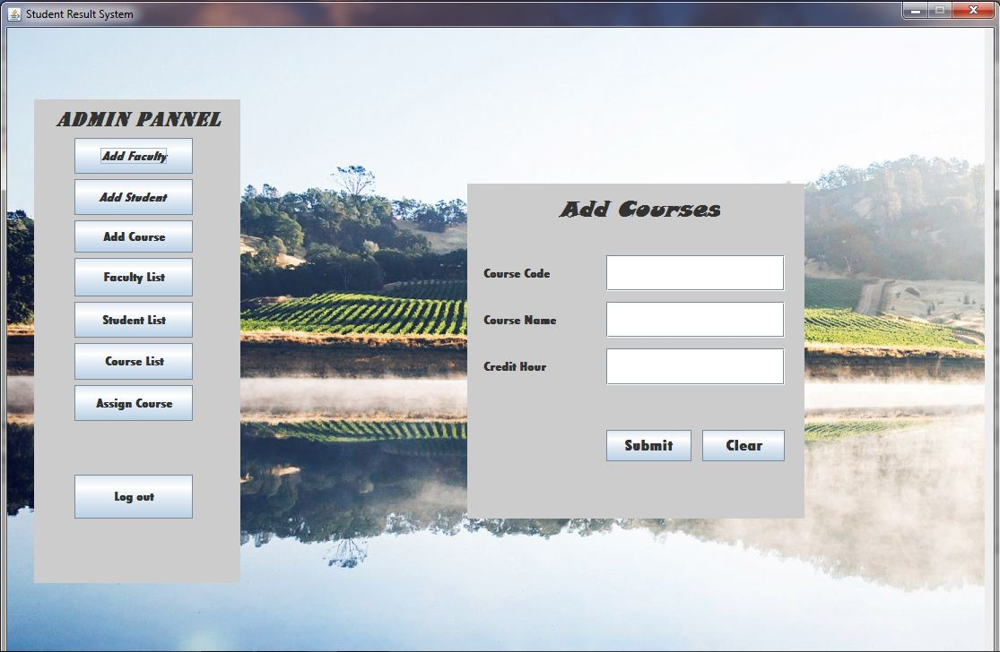 Student Result System
ADMIN PANNEL
Add Faculty
Add Student
Add Course
Faculty List
Student List
Course List
Assign Course
Log out
Add Courses
Course Code
Course Name
Credit Hour
Submit Clear